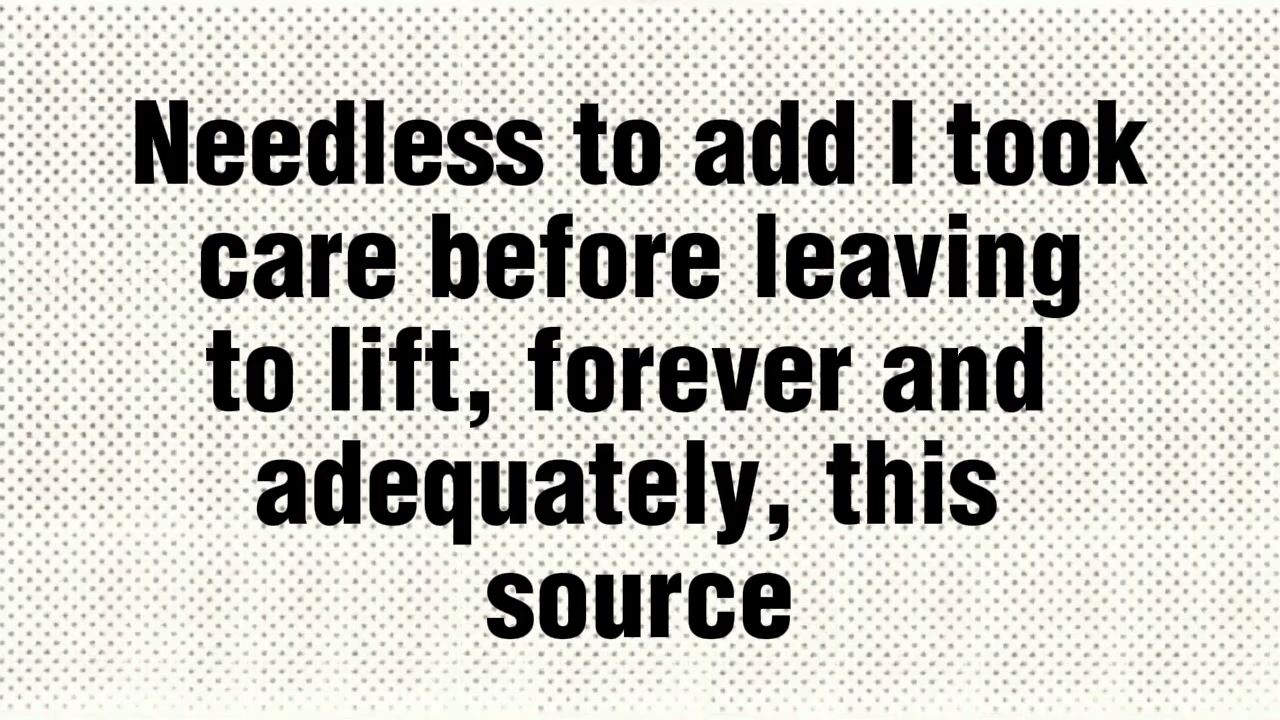 Needless to add I took
care before leaving
to lift, forever and
adequately, this
source